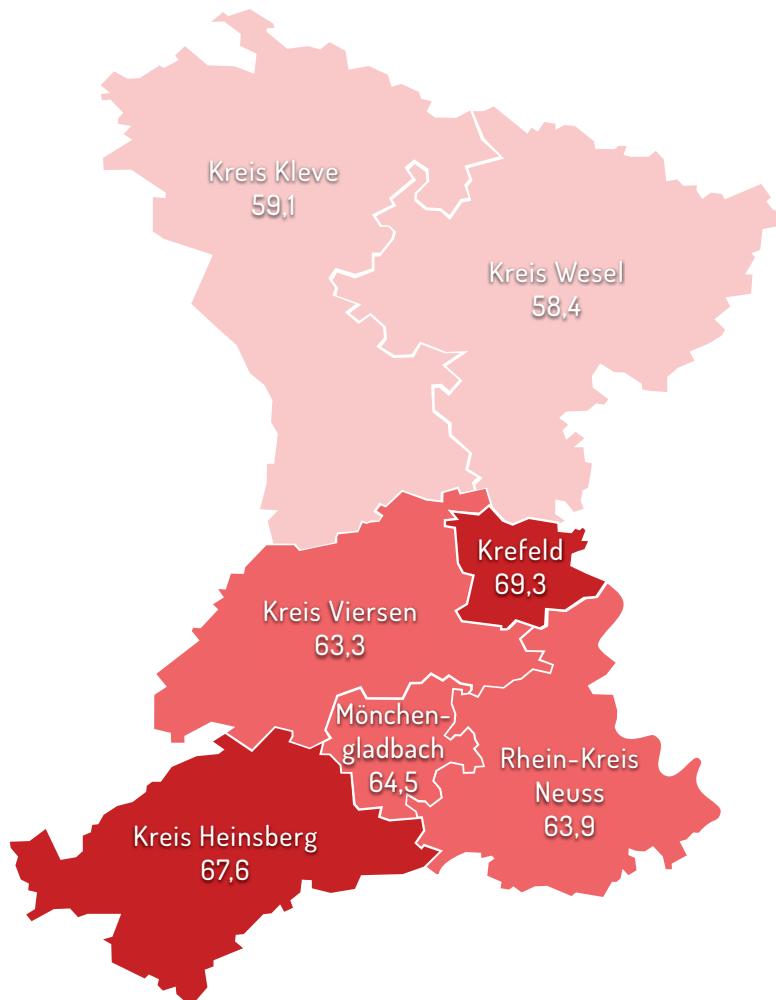 Kreis Kleve
59,1
Kreis Wesel
58,4
Krefeld
69,3
Kreis Viersen
63,3
Mönchen-
gladbach
64,5
Rhein-Kreis
Neuss
63,9
Kreis Heinsberg
67,6